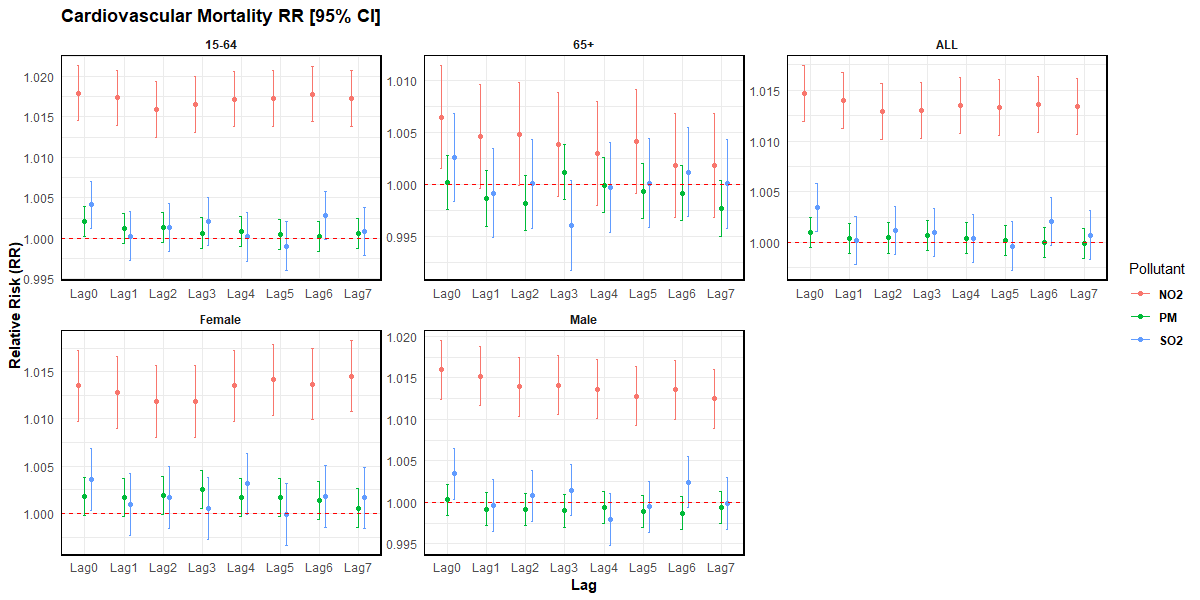 Cardiovascular Mortality RR [95% CI]
Relative Risk (RR)
15-64
1.020
1.015
1.010
1.005
1.000
0.995
Lag0 Lag1 Lag2 Lag3 Lag4 Lag5 Lag6 Lag7
65+
1.010
1.005
1.000
0.995
Lag0 Lag1 Lag2 Lag3 Lag4 Lag5 Lag6 Lag7
ALL
1.015
1.010
1.005
1.000
Lag0 Lag1 Lag2 Lag3 Lag4 Lag5 Lag6 Lag7
Female
1.015
1.010
1.005
1.000
Lag0 Lag1 Lag2 Lag3 Lag4 Lag5 Lag6 Lag7
Male
1.020
1.015
1.010
1.005
1.000
0.995
Lag0 Lag1 Lag2 Lag3 Lag4 Lag5 Lag6 Lag7
Lag
Pollutant
NO2
PM
SO2